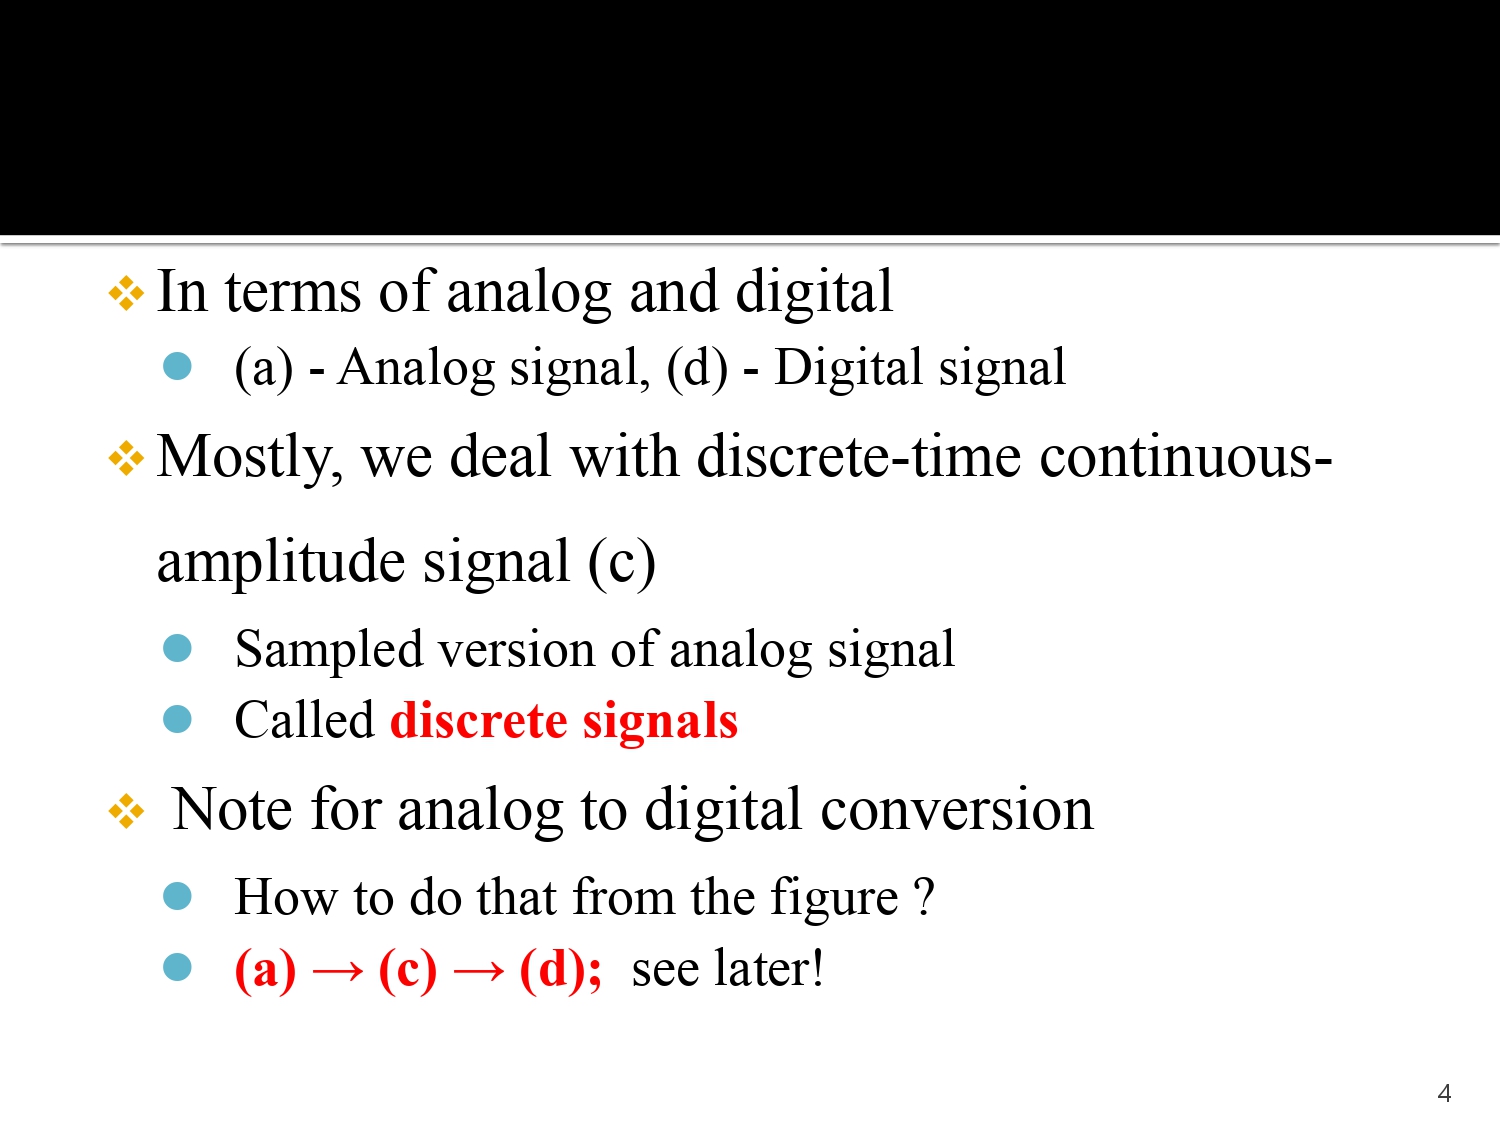 In terms of analog and digital
(a) - Analog signal, (d) - Digital signal
Mostly, we deal with discrete-time continuous-
amplitude signal (c)
Sampled version of analog signal
Called discrete signals
Note for analog to digital conversion
How to do that from the figure ?
(a) → (c) → (d); see later!
4